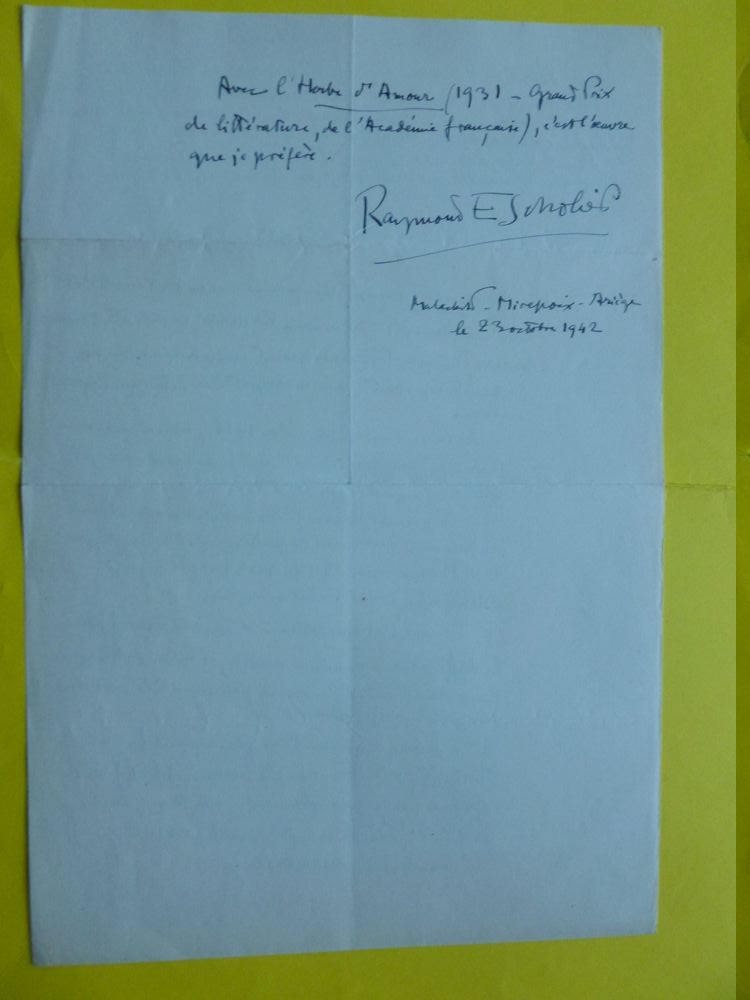 Avec l'Herbe d'Amour (1931 - Grand Prix
de littérature, de l'Académie française), c'est l'œuvre
que je préfère.
Raymond Escholier
Mirepoix - Ariège
le 23 octobre 1942